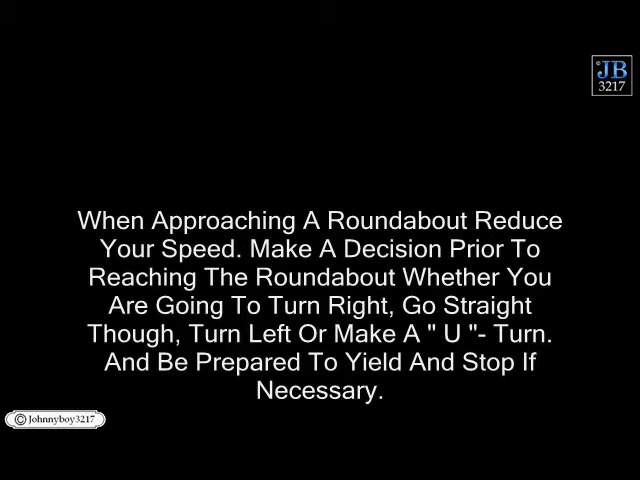 © JB
3217
When Approaching A Roundabout Reduce
Your Speed. Make A Decision Prior To
Reaching The Roundabout Whether You
Are Going To Turn Right, Go Straight
Though, Turn Left Or Make A " U "- Turn.
And Be Prepared To Yield And Stop If
Necessary.
© Johnnyboy3217